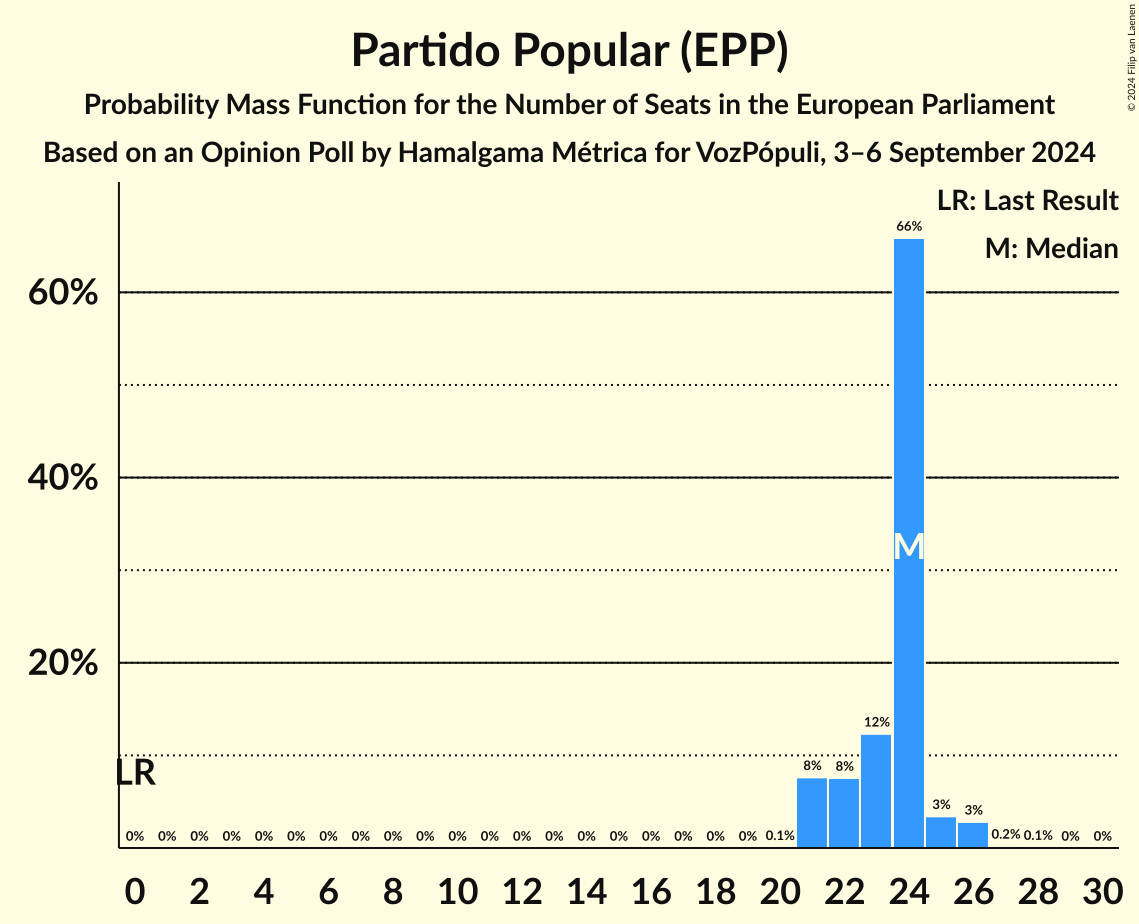 Partido Popular (EPP)
Probability Mass Function for the Number of Seats in the European Parliament
Based on an Opinion Poll by Hamalgama Métrica for VozPópuli, 3–6 September 2024
© 2024 Filip van Laenen
LR: Last Result
M: Median
66%
60%
40%
M
20%
12%
LR
8% 8%
3% 3%
0% 0% 0% 0% 0% 0% 0% 0% 0% 0% 0% 0% 0% 0% 0% 0% 0% 0% 0% 0% 0.1% 0.2% 0.1% 0% 0%
0 2 4 6 8 10 12 14 16 18 20 22 24 26 28 30